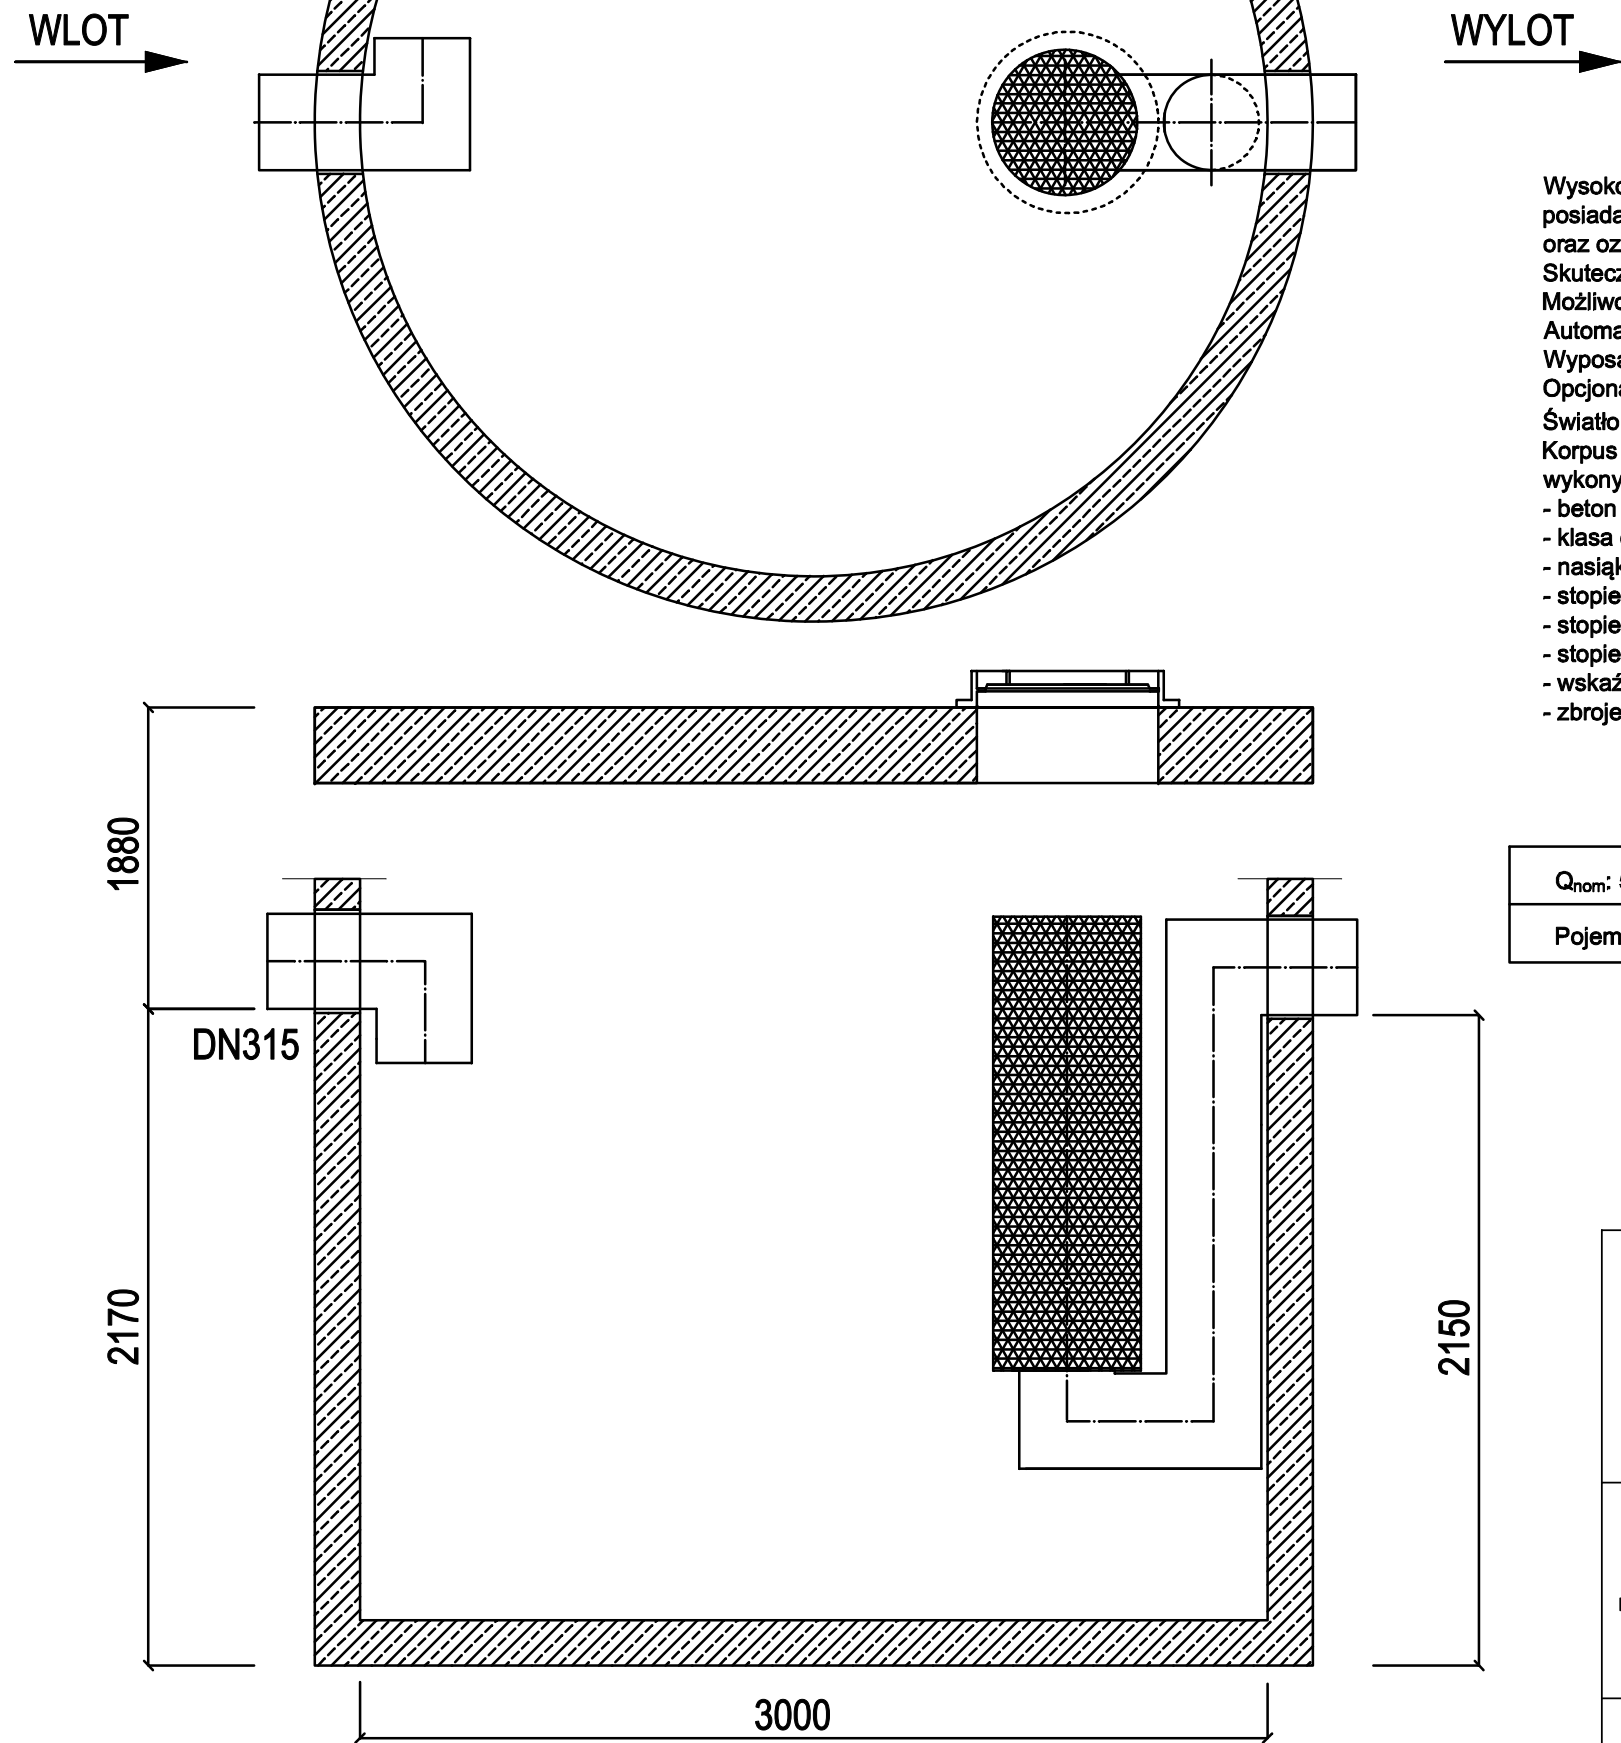 WLOT
WYLOT
Wysoko
posiada
oraz oz
Skutecz
Możliwo
Automa
Wyposa
Opcjona
Światło
Korpus
wykony
- beton
- klasa
- nasiąk
- stopie
- stopie
- stopie
- wskaź
- zbroje
1880
Qnom:
Pojem
DN315
2170
2150
3000